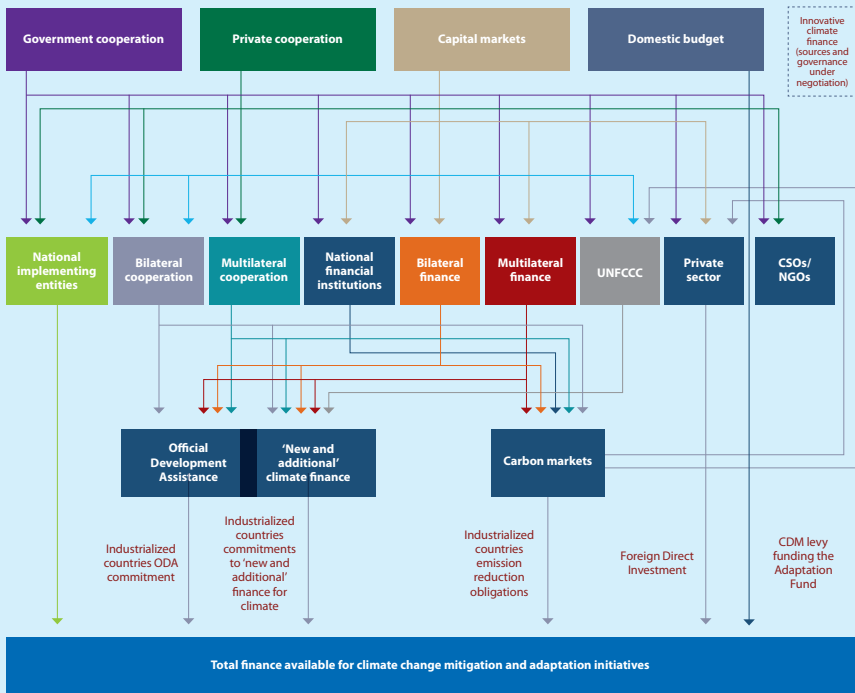 Government cooperation
Private cooperation
Capital markets
Domestic budget
Innovative
climate
finance
(sources and
governance
under
negotiation)
National
implementing
entities
Bilateral
cooperation
Multilateral
cooperation
National
financial
institutions
Bilateral
finance
Multilateral
finance
UNFCCC
Private
sector
CSOs/
NGOs
Official
Development
Assistance
‘New and
additional’
climate finance
Carbon markets
Industrialized
countries ODA
commitment
Industrialized
countries
commitments
to ‘new and
additional’
finance for
climate
Industrialized
countries
emission
reduction
obligations
Foreign Direct
Investment
CDM levy
funding the
Adaptation
Fund
Total finance available for climate change mitigation and adaptation initiatives